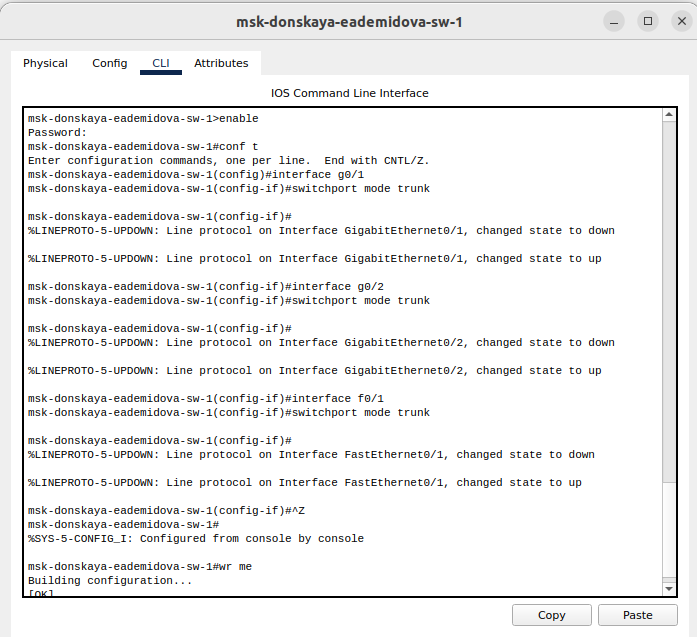 msk-donskaya-eademidova-sw-1
Physical Config CLI Attributes
IOS Command Line Interface
msk-donskaya-eademidova-sw-1>enable
Password:
msk-donskaya-eademidova-sw-1#conf t
Enter configuration commands, one per line.  End with CNTL/Z.
msk-donskaya-eademidova-sw-1(config)#interface g0/1
msk-donskaya-eademidova-sw-1(config-if)#switchport mode trunk
msk-donskaya-eademidova-sw-1(config-if)#
%LINEPROTO-5-UPDOWN: Line protocol on Interface GigabitEthernet0/1, changed state to down
%LINEPROTO-5-UPDOWN: Line protocol on Interface GigabitEthernet0/1, changed state to up
msk-donskaya-eademidova-sw-1(config-if)#interface g0/2
msk-donskaya-eademidova-sw-1(config-if)#switchport mode trunk
msk-donskaya-eademidova-sw-1(config-if)#
%LINEPROTO-5-UPDOWN: Line protocol on Interface GigabitEthernet0/2, changed state to down
%LINEPROTO-5-UPDOWN: Line protocol on Interface GigabitEthernet0/2, changed state to up
msk-donskaya-eademidova-sw-1(config-if)#interface f0/1
msk-donskaya-eademidova-sw-1(config-if)#switchport mode trunk
msk-donskaya-eademidova-sw-1(config-if)#
%LINEPROTO-5-UPDOWN: Line protocol on Interface FastEthernet0/1, changed state to down
%LINEPROTO-5-UPDOWN: Line protocol on Interface FastEthernet0/1, changed state to up
msk-donskaya-eademidova-sw-1(config-if)#^Z
msk-donskaya-eademidova-sw-1#
%SYS-5-CONFIG_I: Configured from console by console
msk-donskaya-eademidova-sw-1#wr me
Building configuration...
[OK]
Copy Paste